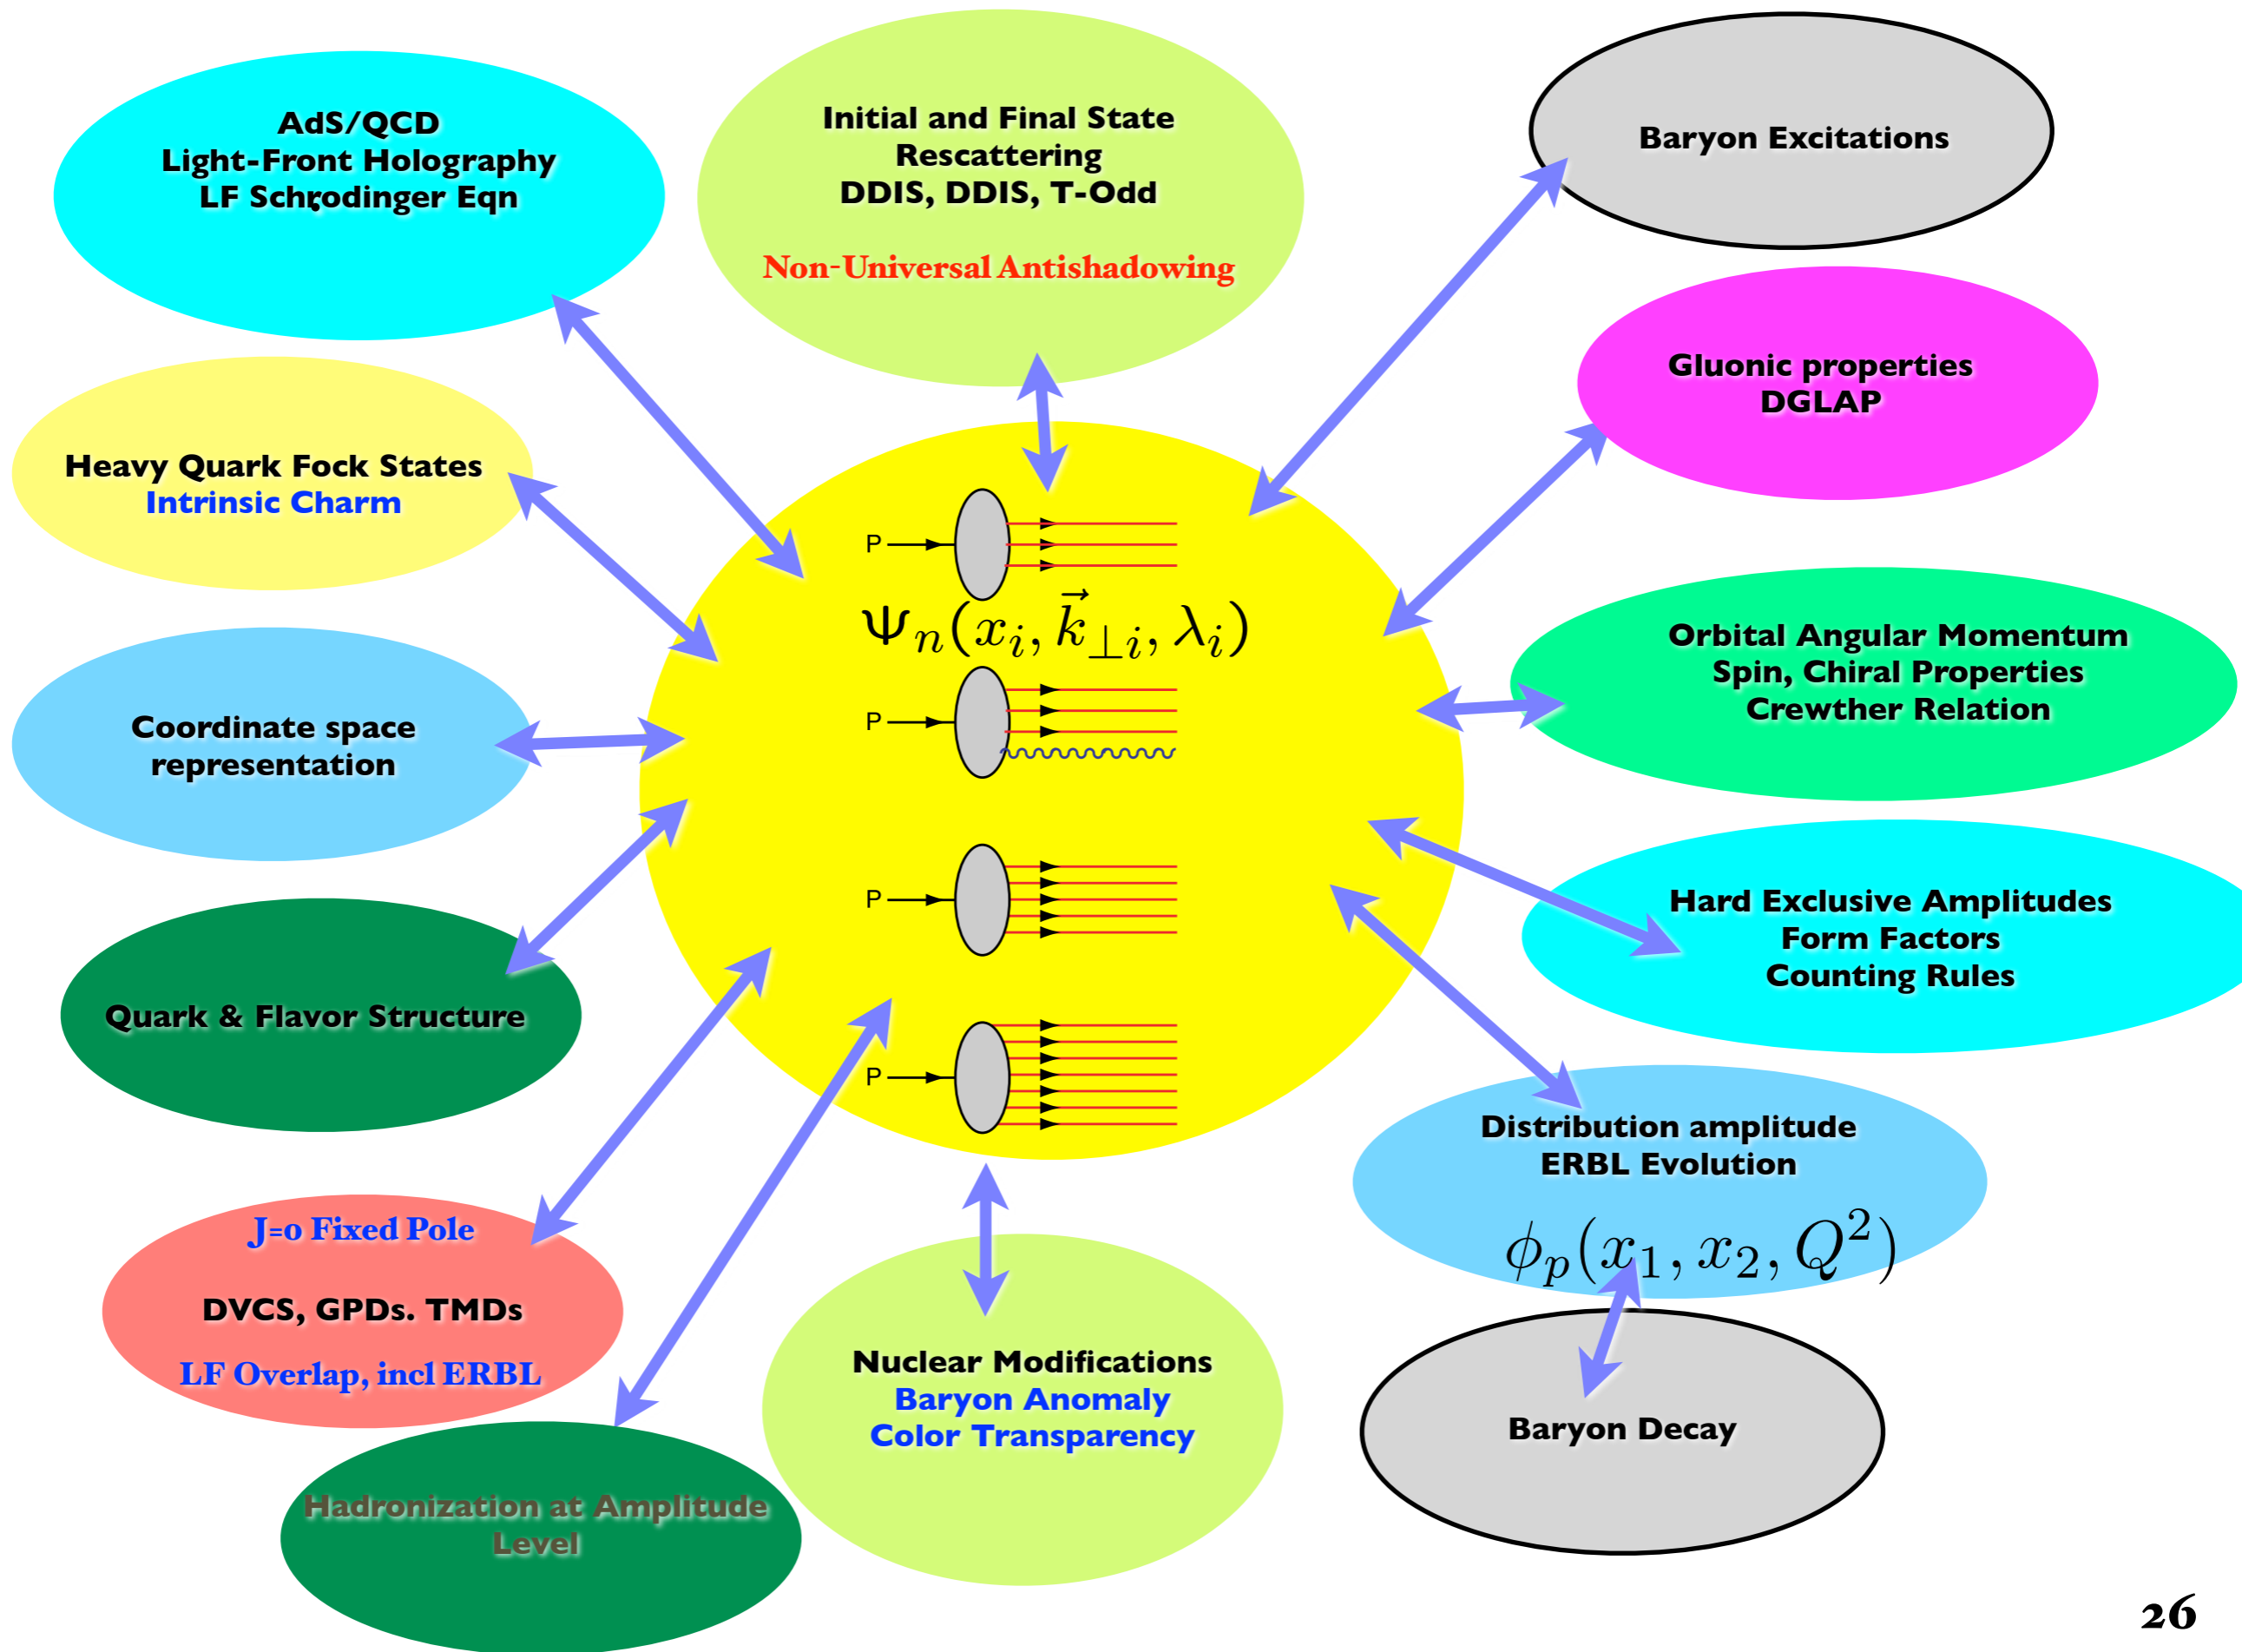 AdS/QCD
Light-Front Holography
LF Schrodinger Eqn
Initial and Final State
Rescattering
DDIS, DDIS, T-Odd
Non-Universal Antishadowing
Baryon Excitations
Gluonic properties
DGLAP
Heavy Quark Fock States
Intrinsic Charm
P
Ψₙ(xᵢ, k⃗⊥ᵢ, λᵢ)
P
P
P
Orbital Angular Momentum
Spin, Chiral Properties
Crewther Relation
Coordinate space
representation
Hard Exclusive Amplitudes
Form Factors
Counting Rules
Quark & Flavor Structure
Distribution amplitude
ERBL Evolution
ϕₚ(x₁, x₂, Q²)
J=0 Fixed Pole
DVCS, GPDs. TMDs
LF Overlap, incl ERBL
Nuclear Modifications
Baryon Anomaly
Color Transparency
Baryon Decay
Hadronization at Amplitude
Level
26